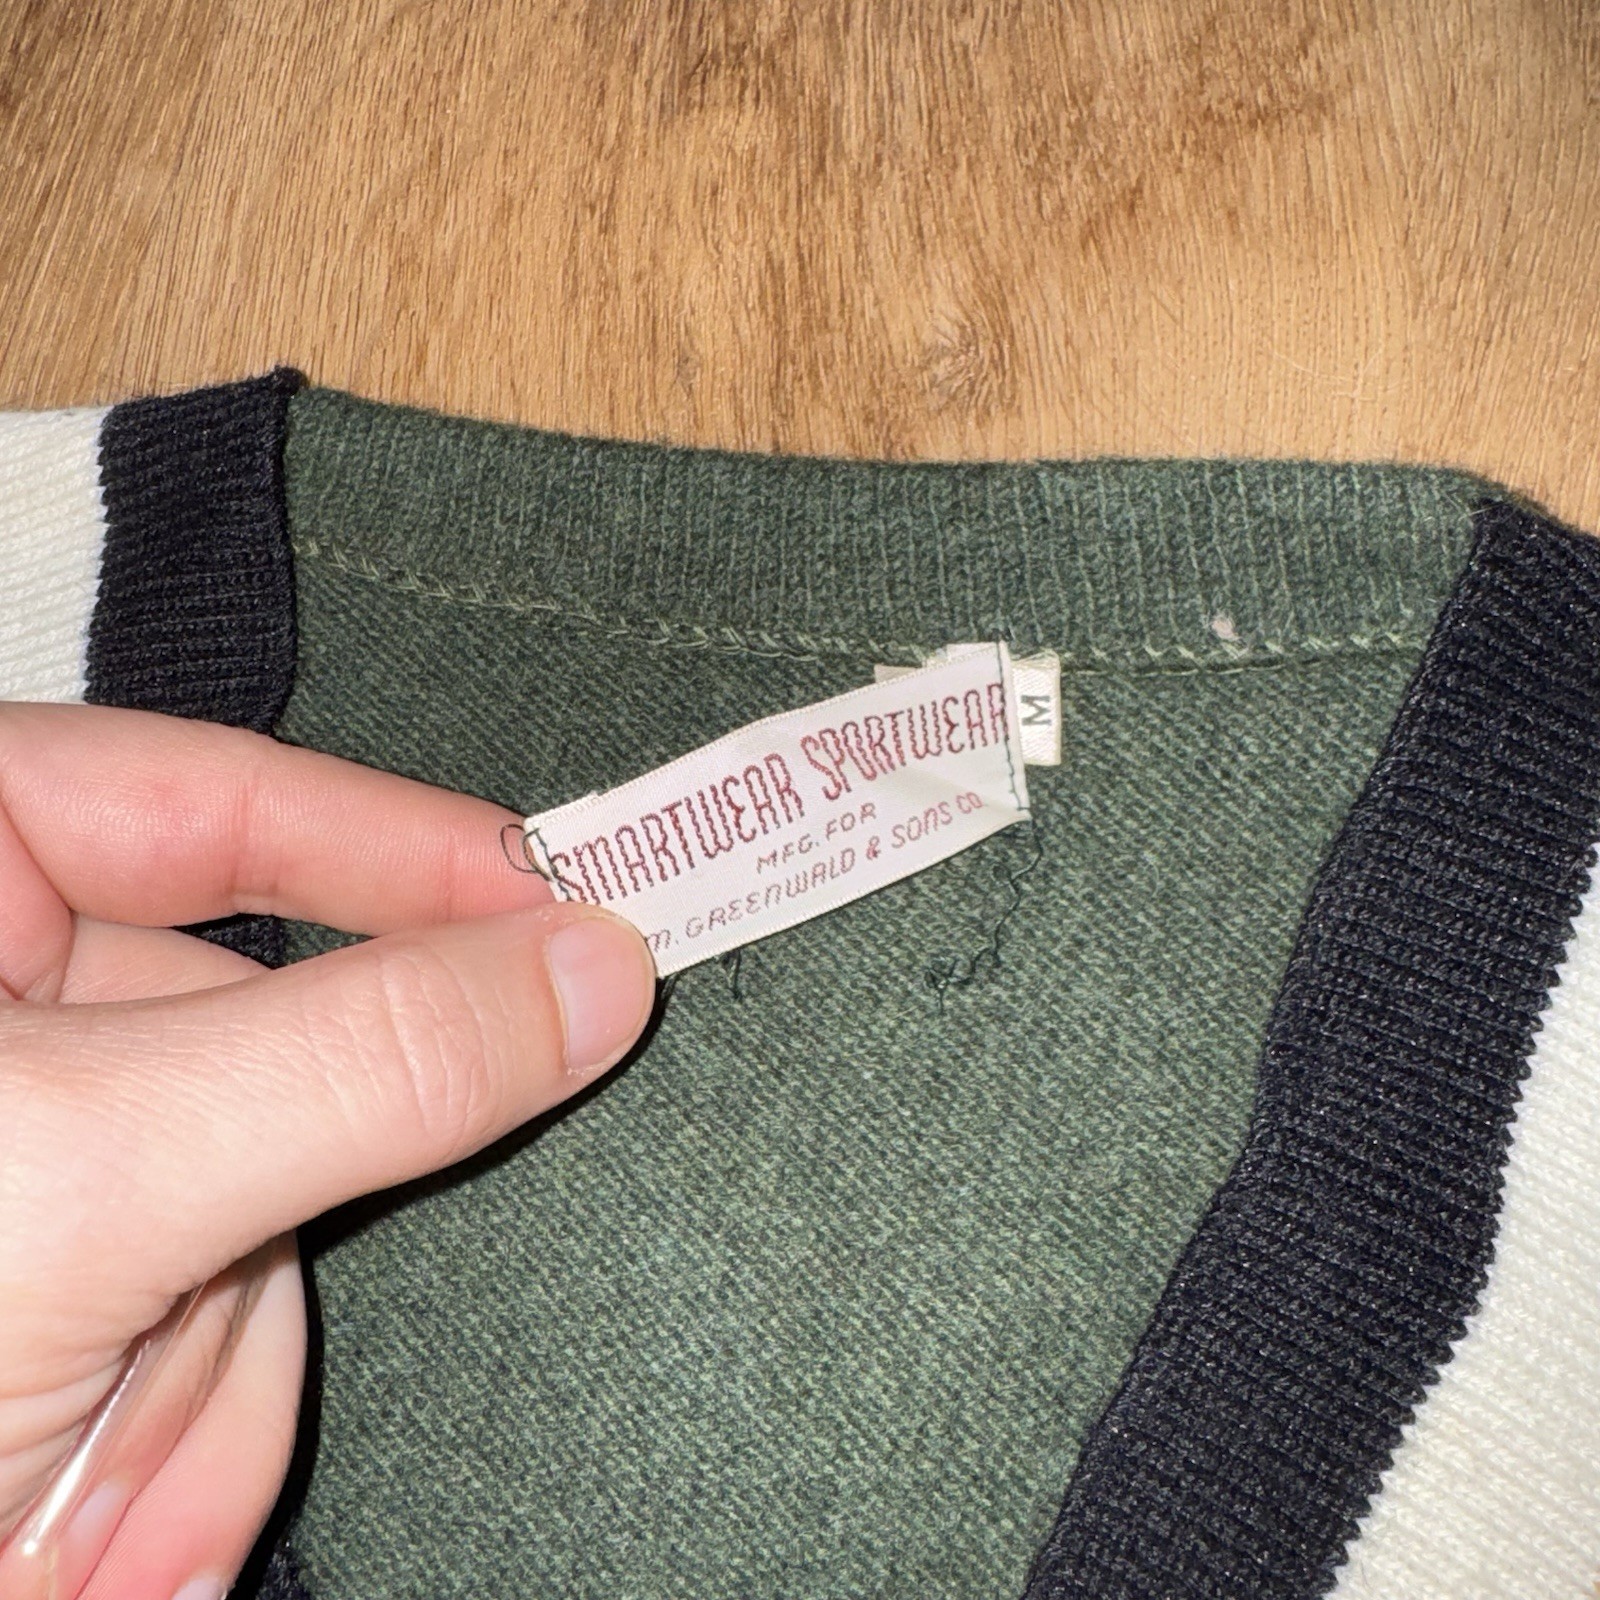 SMARTWEAR SPORTWEAR
MFG. FOR
M. GREENWALD & SONS CO.
M